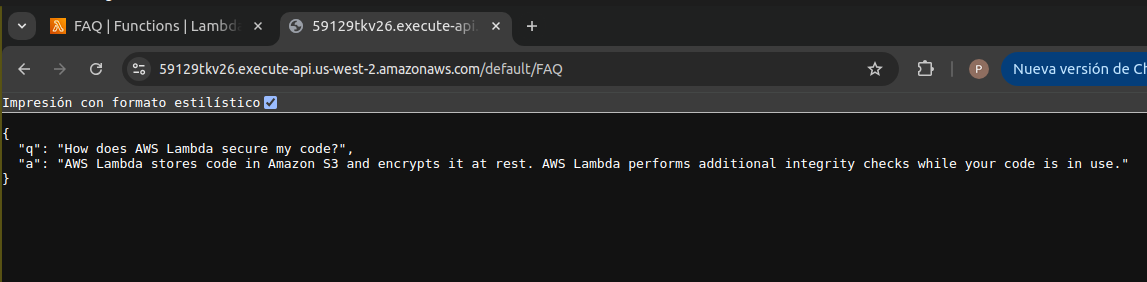 FAQ | Functions | Lambda
59129tkv26.execute-api.
59129tkv26.execute-api.us-west-2.amazonaws.com/default/FAQ
P
Nueva versión de Ch
Impresión con formato estilístico
{
"q": "How does AWS Lambda secure my code?",
"a": "AWS Lambda stores code in Amazon S3 and encrypts it at rest. AWS Lambda performs additional integrity checks while your code is in use."
}